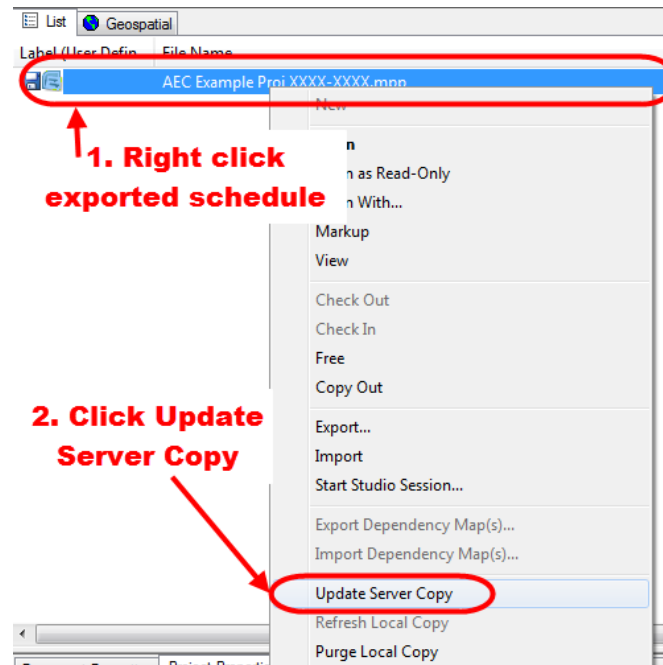 List Geospatial
Label (User Defin File Name
AEC Example Proj XXXX-XXXX.mpp
New
1. Right click
exported schedule
n as Read-Only
n With...
Markup
View
Check Out
Check In
Free
Copy Out
2. Click Update
Server Copy
Export...
Import
Start Studio Session...
Export Dependency Map(s)...
Import Dependency Map(s)...
Update Server Copy
Refresh Local Copy
Purge Local Copy